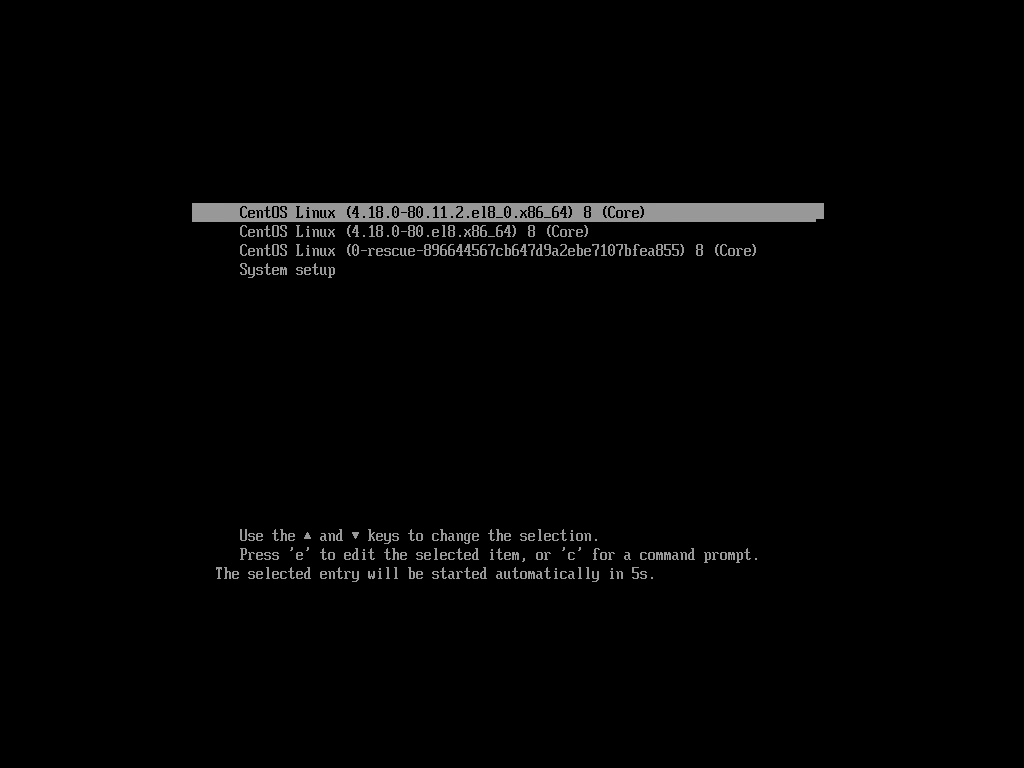 CentOS Linux (4.18.0-80.11.2.el8_0.x86_64) 8 (Core)
CentOS Linux (4.18.0-80.el8.x86_64) 8 (Core)
CentOS Linux (0-rescue-896644567cb647d9a2ebe7107bfea855) 8 (Core)
System setup
Use the ▲ and ▼ keys to change the selection.
Press 'e' to edit the selected item, or 'c' for a command prompt.
The selected entry will be started automatically in 5s.